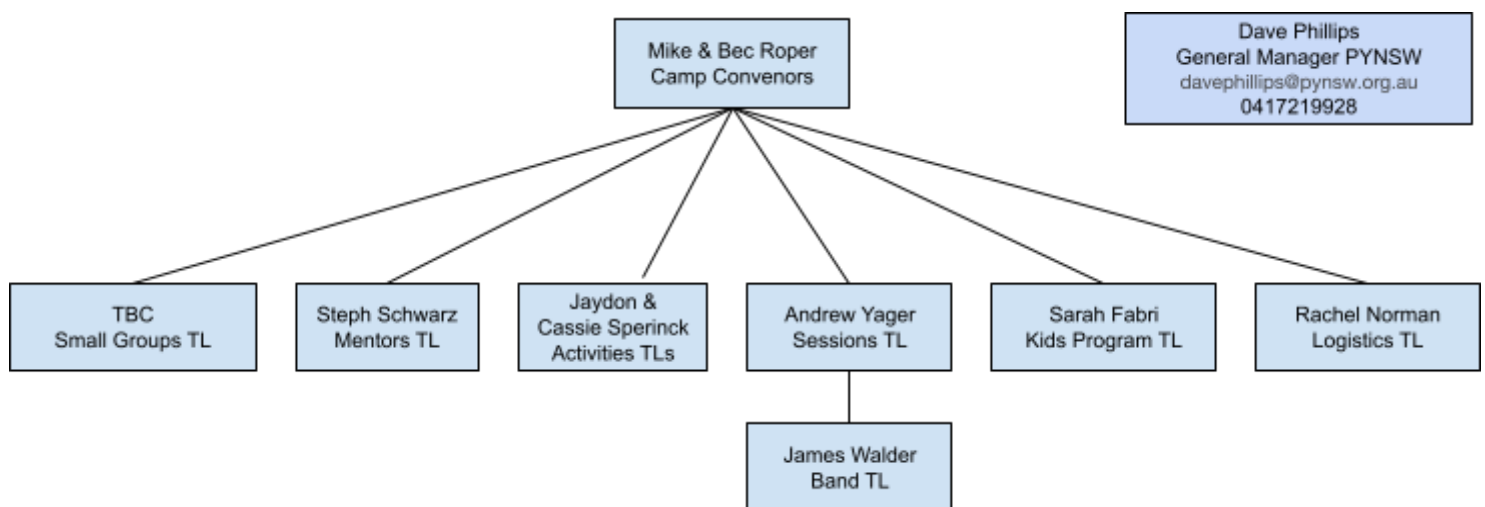 Mike & Bec Roper
Camp Convenors
Dave Phillips
General Manager PYNSW
davephillips@pynsw.org.au
0417219928
TBC
Small Groups TL
Steph Schwarz
Mentors TL
Jaydon &
Cassie Sperinck
Activities TLs
Andrew Yager
Sessions TL
Sarah Fabri
Kids Program TL
Rachel Norman
Logistics TL
James Walder
Band TL